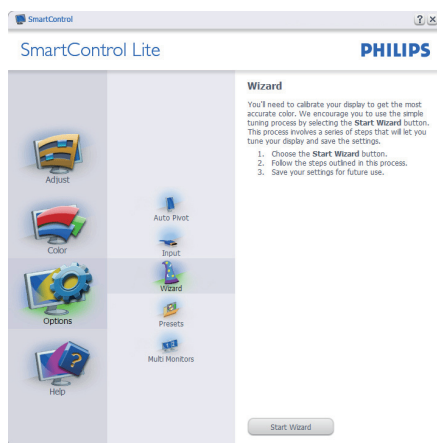 SmartControl
? x
SmartControl Lite
PHILIPS
Adjust
Color
Options
Help
Auto Pivot
Input
Wizard
Presets
Multi Monitors
Wizard
You'll need to calibrate your display to get the most
accurate color. We encourage you to use the simple
tuning process by selecting the Start Wizard button.
This process involves a series of steps that will let you
tune your display and save the settings.
1. Choose the Start Wizard button.
2. Follow the steps outlined in this process.
3. Save your settings for future use.
Start Wizard